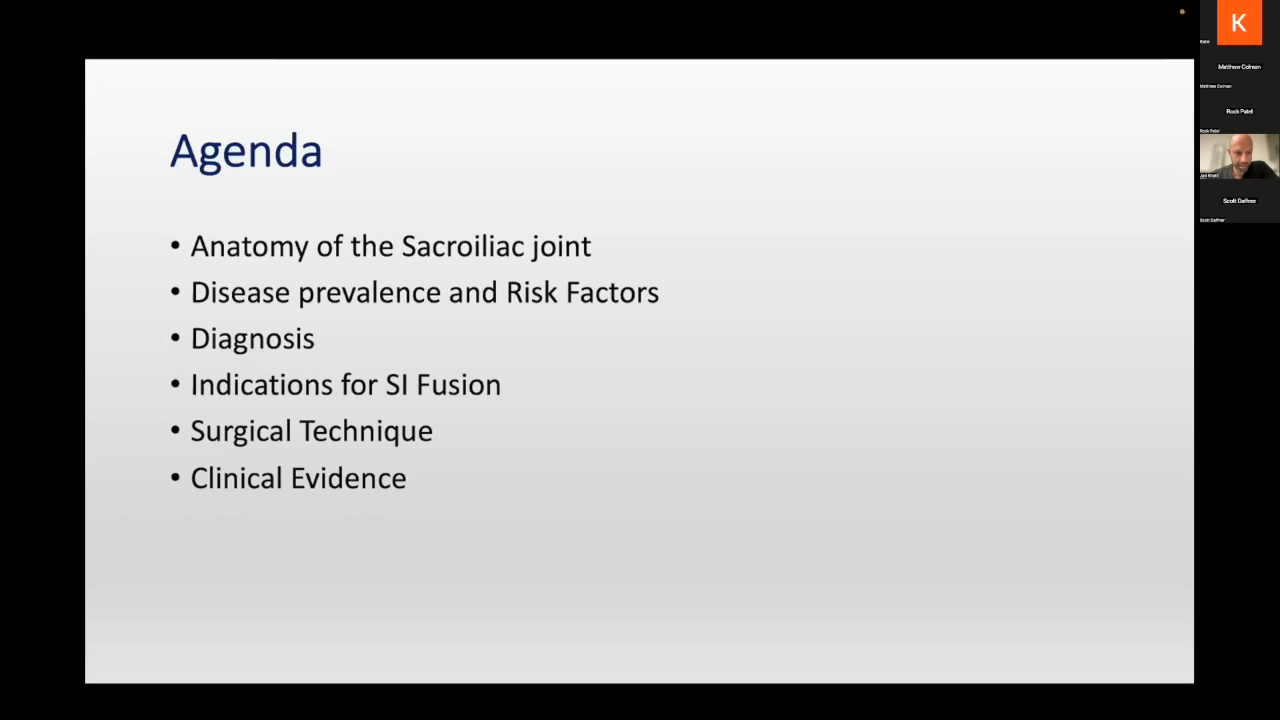 Agenda
• Anatomy of the Sacroiliac joint
• Disease prevalence and Risk Factors
• Diagnosis
• Indications for SI Fusion
• Surgical Technique
• Clinical Evidence
K
Katie
Matthew Colman
Matthew Colman
Rock Patel
Rock Patel
Scott Daffner
Scott Daffner